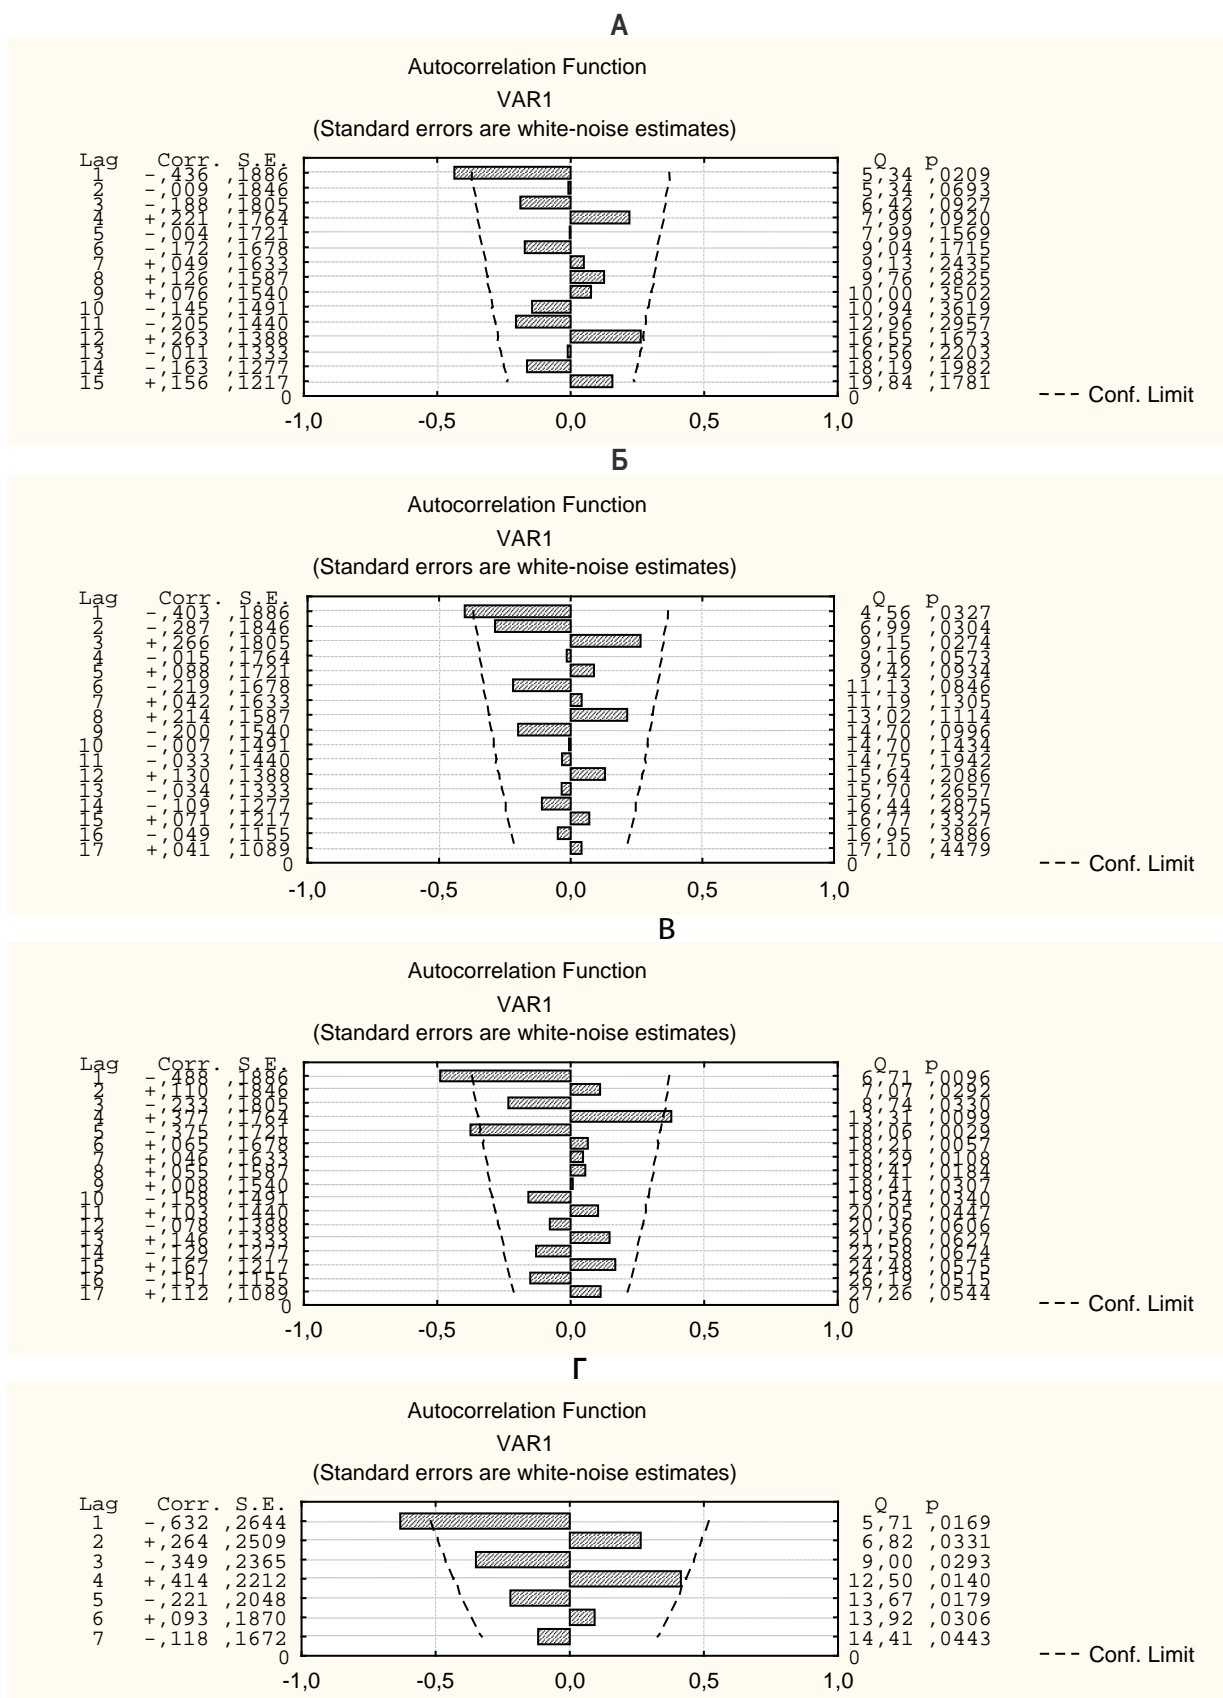 А
Autocorrelation Function
VAR1
(Standard errors are white-noise estimates)
Lag Corr. S.E. Q p
1 -,436 ,1886 5,34 ,0209
2 -,009 ,1846 5,34 ,0693
3 -,188 ,1805 6,42 ,0927
4 +,221 ,1764 7,99 ,0920
5 -,004 ,1721 7,99 ,1569
6 -,172 ,1678 9,04 ,1715
7 +,049 ,1633 9,13 ,2435
8 +,126 ,1587 9,76 ,2825
9 +,076 ,1540 10,00 ,3502
10 -,145 ,1491 10,94 ,3619
11 -,205 ,1440 12,96 ,2957
12 +,263 ,1388 16,55 ,1673
13 -,011 ,1333 16,56 ,2203
14 -,163 ,1277 18,19 ,1982
15 +,156 ,1217 19,84 ,1781
0 0
--- Conf. Limit
-1,0 -0,5 0,0 0,5 1,0
Б
Autocorrelation Function
VAR1
(Standard errors are white-noise estimates)
Lag Corr. S.E. Q p
1 -,403 ,1886 4,56 ,0327
2 -,287 ,1846 6,99 ,0304
3 +,266 ,1805 9,15 ,0274
4 -,015 ,1764 9,16 ,0573
5 +,088 ,1721 9,42 ,0934
6 -,219 ,1678 11,13 ,0846
7 +,042 ,1633 11,19 ,1305
8 +,214 ,1587 13,02 ,1114
9 -,200 ,1540 14,70 ,0996
10 -,007 ,1491 14,70 ,1434
11 -,033 ,1440 14,75 ,1942
12 +,130 ,1388 15,64 ,2086
13 -,034 ,1333 15,70 ,2657
14 -,109 ,1277 16,44 ,2875
15 +,071 ,1217 16,77 ,3327
16 -,049 ,1155 16,95 ,3886
17 +,041 ,1089 17,10 ,4479
0 0
--- Conf. Limit
-1,0 -0,5 0,0 0,5 1,0
В
Autocorrelation Function
VAR1
(Standard errors are white-noise estimates)
Lag Corr. S.E. Q p
1 -,488 ,1886 6,71 ,0096
2 +,110 ,1846 7,07 ,0292
3 -,233 ,1805 8,74 ,0330
4 +,377 ,1764 13,31 ,0099
5 -,375 ,1721 18,06 ,0029
6 +,065 ,1678 18,21 ,0057
7 +,046 ,1633 18,29 ,0108
8 +,055 ,1587 18,41 ,0184
9 +,008 ,1540 18,41 ,0307
10 -,158 ,1491 19,54 ,0340
11 +,103 ,1440 20,05 ,0447
12 -,078 ,1388 20,36 ,0606
13 +,146 ,1333 21,56 ,0627
14 -,129 ,1277 22,58 ,0674
15 +,167 ,1217 24,48 ,0575
16 -,151 ,1155 26,19 ,0515
17 +,112 ,1089 27,26 ,0544
0 0
--- Conf. Limit
-1,0 -0,5 0,0 0,5 1,0
Г
Autocorrelation Function
VAR1
(Standard errors are white-noise estimates)
Lag Corr. S.E. Q p
1 -,632 ,2644 5,71 ,0169
2 +,264 ,2509 6,82 ,0331
3 -,349 ,2365 9,00 ,0293
4 +,414 ,2212 12,50 ,0140
5 -,221 ,2048 13,67 ,0179
6 +,093 ,1870 13,92 ,0306
7 -,118 ,1672 14,41 ,0443
0 0
--- Conf. Limit
-1,0 -0,5 0,0 0,5 1,0